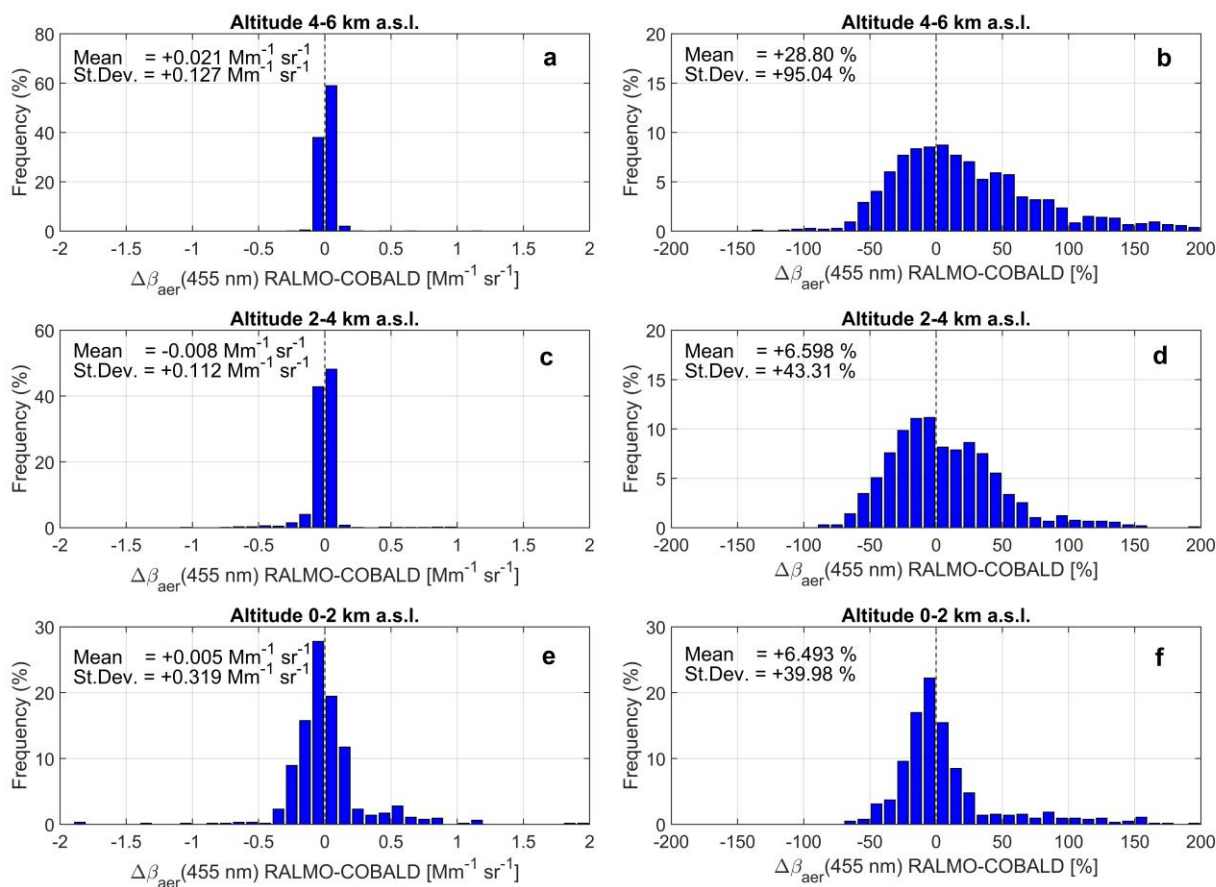 Altitude 4-6 km a.s.l.
Mean = +0.021 Mm⁻¹ sr⁻¹
St.Dev. = +0.127 Mm⁻¹ sr⁻¹
a
Frequency (%)
80
60
40
20
0
-2 -1.5 -1 -0.5 0 0.5 1 1.5 2
Δβaer(455 nm) RALMO-COBALD [Mm⁻¹ sr⁻¹]
Altitude 4-6 km a.s.l.
Mean = +28.80 %
St.Dev. = +95.04 %
b
Frequency (%)
20
15
10
5
0
-200 -150 -100 -50 0 50 100 150 200
Δβaer(455 nm) RALMO-COBALD [%]
Altitude 2-4 km a.s.l.
Mean = -0.008 Mm⁻¹ sr⁻¹
St.Dev. = +0.112 Mm⁻¹ sr⁻¹
c
Frequency (%)
60
40
20
0
-2 -1.5 -1 -0.5 0 0.5 1 1.5 2
Δβaer(455 nm) RALMO-COBALD [Mm⁻¹ sr⁻¹]
Altitude 2-4 km a.s.l.
Mean = +6.598 %
St.Dev. = +43.31 %
d
Frequency (%)
20
15
10
5
0
-200 -150 -100 -50 0 50 100 150 200
Δβaer(455 nm) RALMO-COBALD [%]
Altitude 0-2 km a.s.l.
Mean = +0.005 Mm⁻¹ sr⁻¹
St.Dev. = +0.319 Mm⁻¹ sr⁻¹
e
Frequency (%)
30
20
10
0
-2 -1.5 -1 -0.5 0 0.5 1 1.5 2
Δβaer(455 nm) RALMO-COBALD [Mm⁻¹ sr⁻¹]
Altitude 0-2 km a.s.l.
Mean = +6.493 %
St.Dev. = +39.98 %
f
Frequency (%)
30
20
10
0
-200 -150 -100 -50 0 50 100 150 200
Δβaer(455 nm) RALMO-COBALD [%]